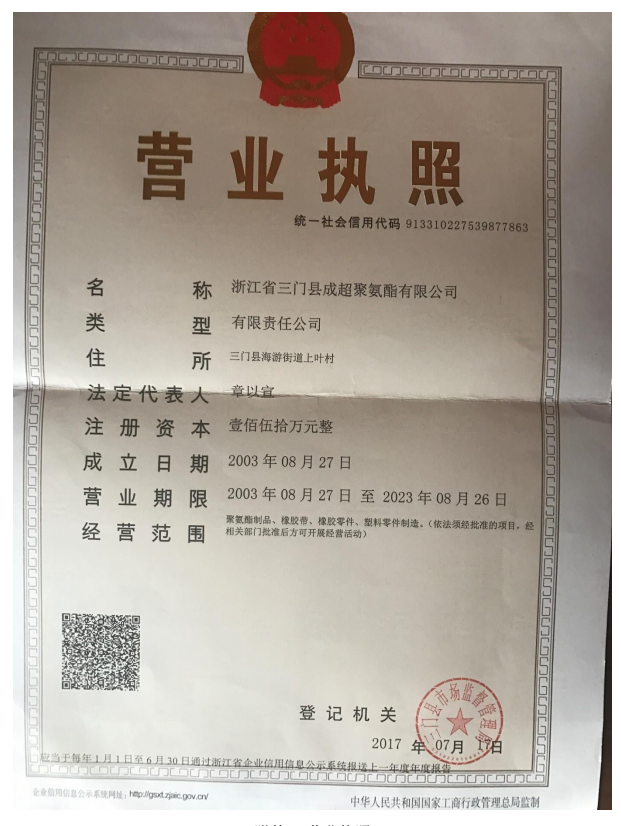 营业执照
统一社会信用代码 913310227539877863
名称 浙江省三门县成超聚氨酯有限公司
类型 有限责任公司
住所 三门县海游街道上叶村
法定代表人 章以宣
注册资本 壹佰伍拾万元整
成立日期 2003 年 08 月 27 日
营业期限 2003 年 08 月 27 日 至 2023 年 08 月 26 日
经营范围 聚氨酯制品、橡胶带、橡胶零件、塑料零件制造。(依法须经批准的项目,经
相关部门批准后方可开展经营活动)
登记机关
三门县市场监督管理局
2017 年 07 月 17 日
应当于每年1月1日至6月30日通过浙江省企业信用信息公示系统报送上一年度年度报告
企业信用信息公示系统网址: http://gsxt.zjaic.gov.cn/
中华人民共和国国家工商行政管理总局监制